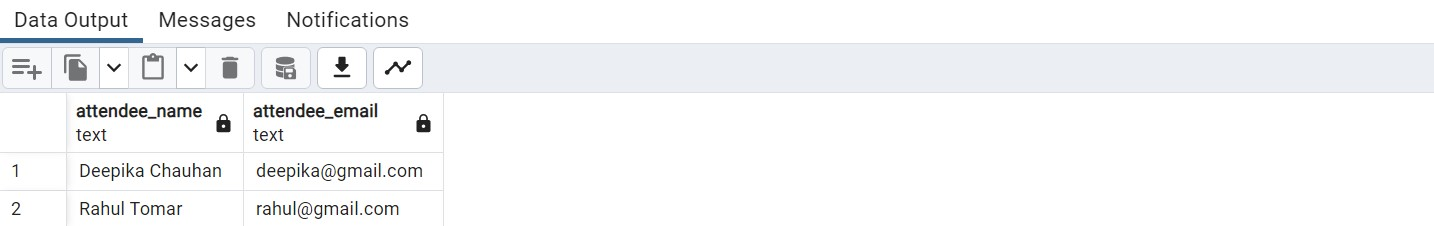 Data Output Messages Notifications
attendee_name attendee_email
text text
1 Deepika Chauhan deepika@gmail.com
2 Rahul Tomar rahul@gmail.com